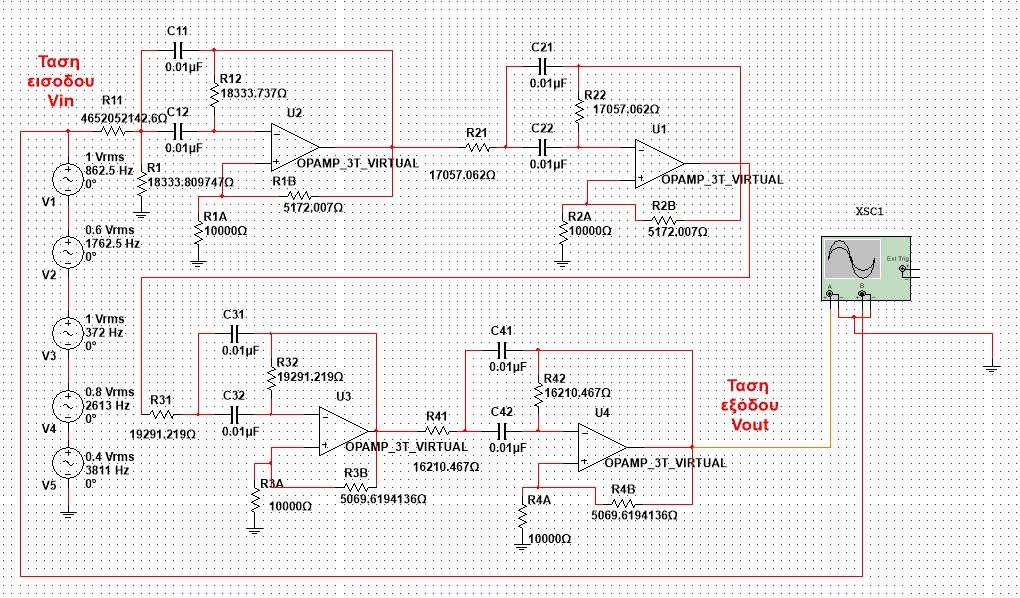 Ταση
εισοδου
Vin
C11
0.01µF
R12
18333.737Ω
R11
4652052142.6Ω
C12
0.01µF
U2
OPAMP_3T_VIRTUAL
R1
18333.809747Ω
R1B
5172.007Ω
R1A
10000Ω
1 Vrms
862.5 Hz
0°
V1
0.6 Vrms
1762.5 Hz
0°
V2
1 Vrms
372 Hz
0°
V3
0.8 Vrms
2613 Hz
0°
V4
0.4 Vrms
3811 Hz
0°
V5
C21
0.01µF
R22
17057.062Ω
R21
17057.062Ω
C22
0.01µF
U1
OPAMP_3T_VIRTUAL
R2B
5172.007Ω
R2A
10000Ω
XSC1
Ext Trig
A
B
C31
0.01µF
R32
19291.219Ω
R31
19291.219Ω
C32
0.01µF
U3
OPAMP_3T_VIRTUAL
R3B
5069.6194136Ω
R3A
10000Ω
C41
0.01µF
R42
16210.467Ω
R41
16210.467Ω
C42
0.01µF
U4
OPAMP_3T_VIRTUAL
R4B
5069.6194136Ω
R4A
10000Ω
Ταση
εξόδου
Vout